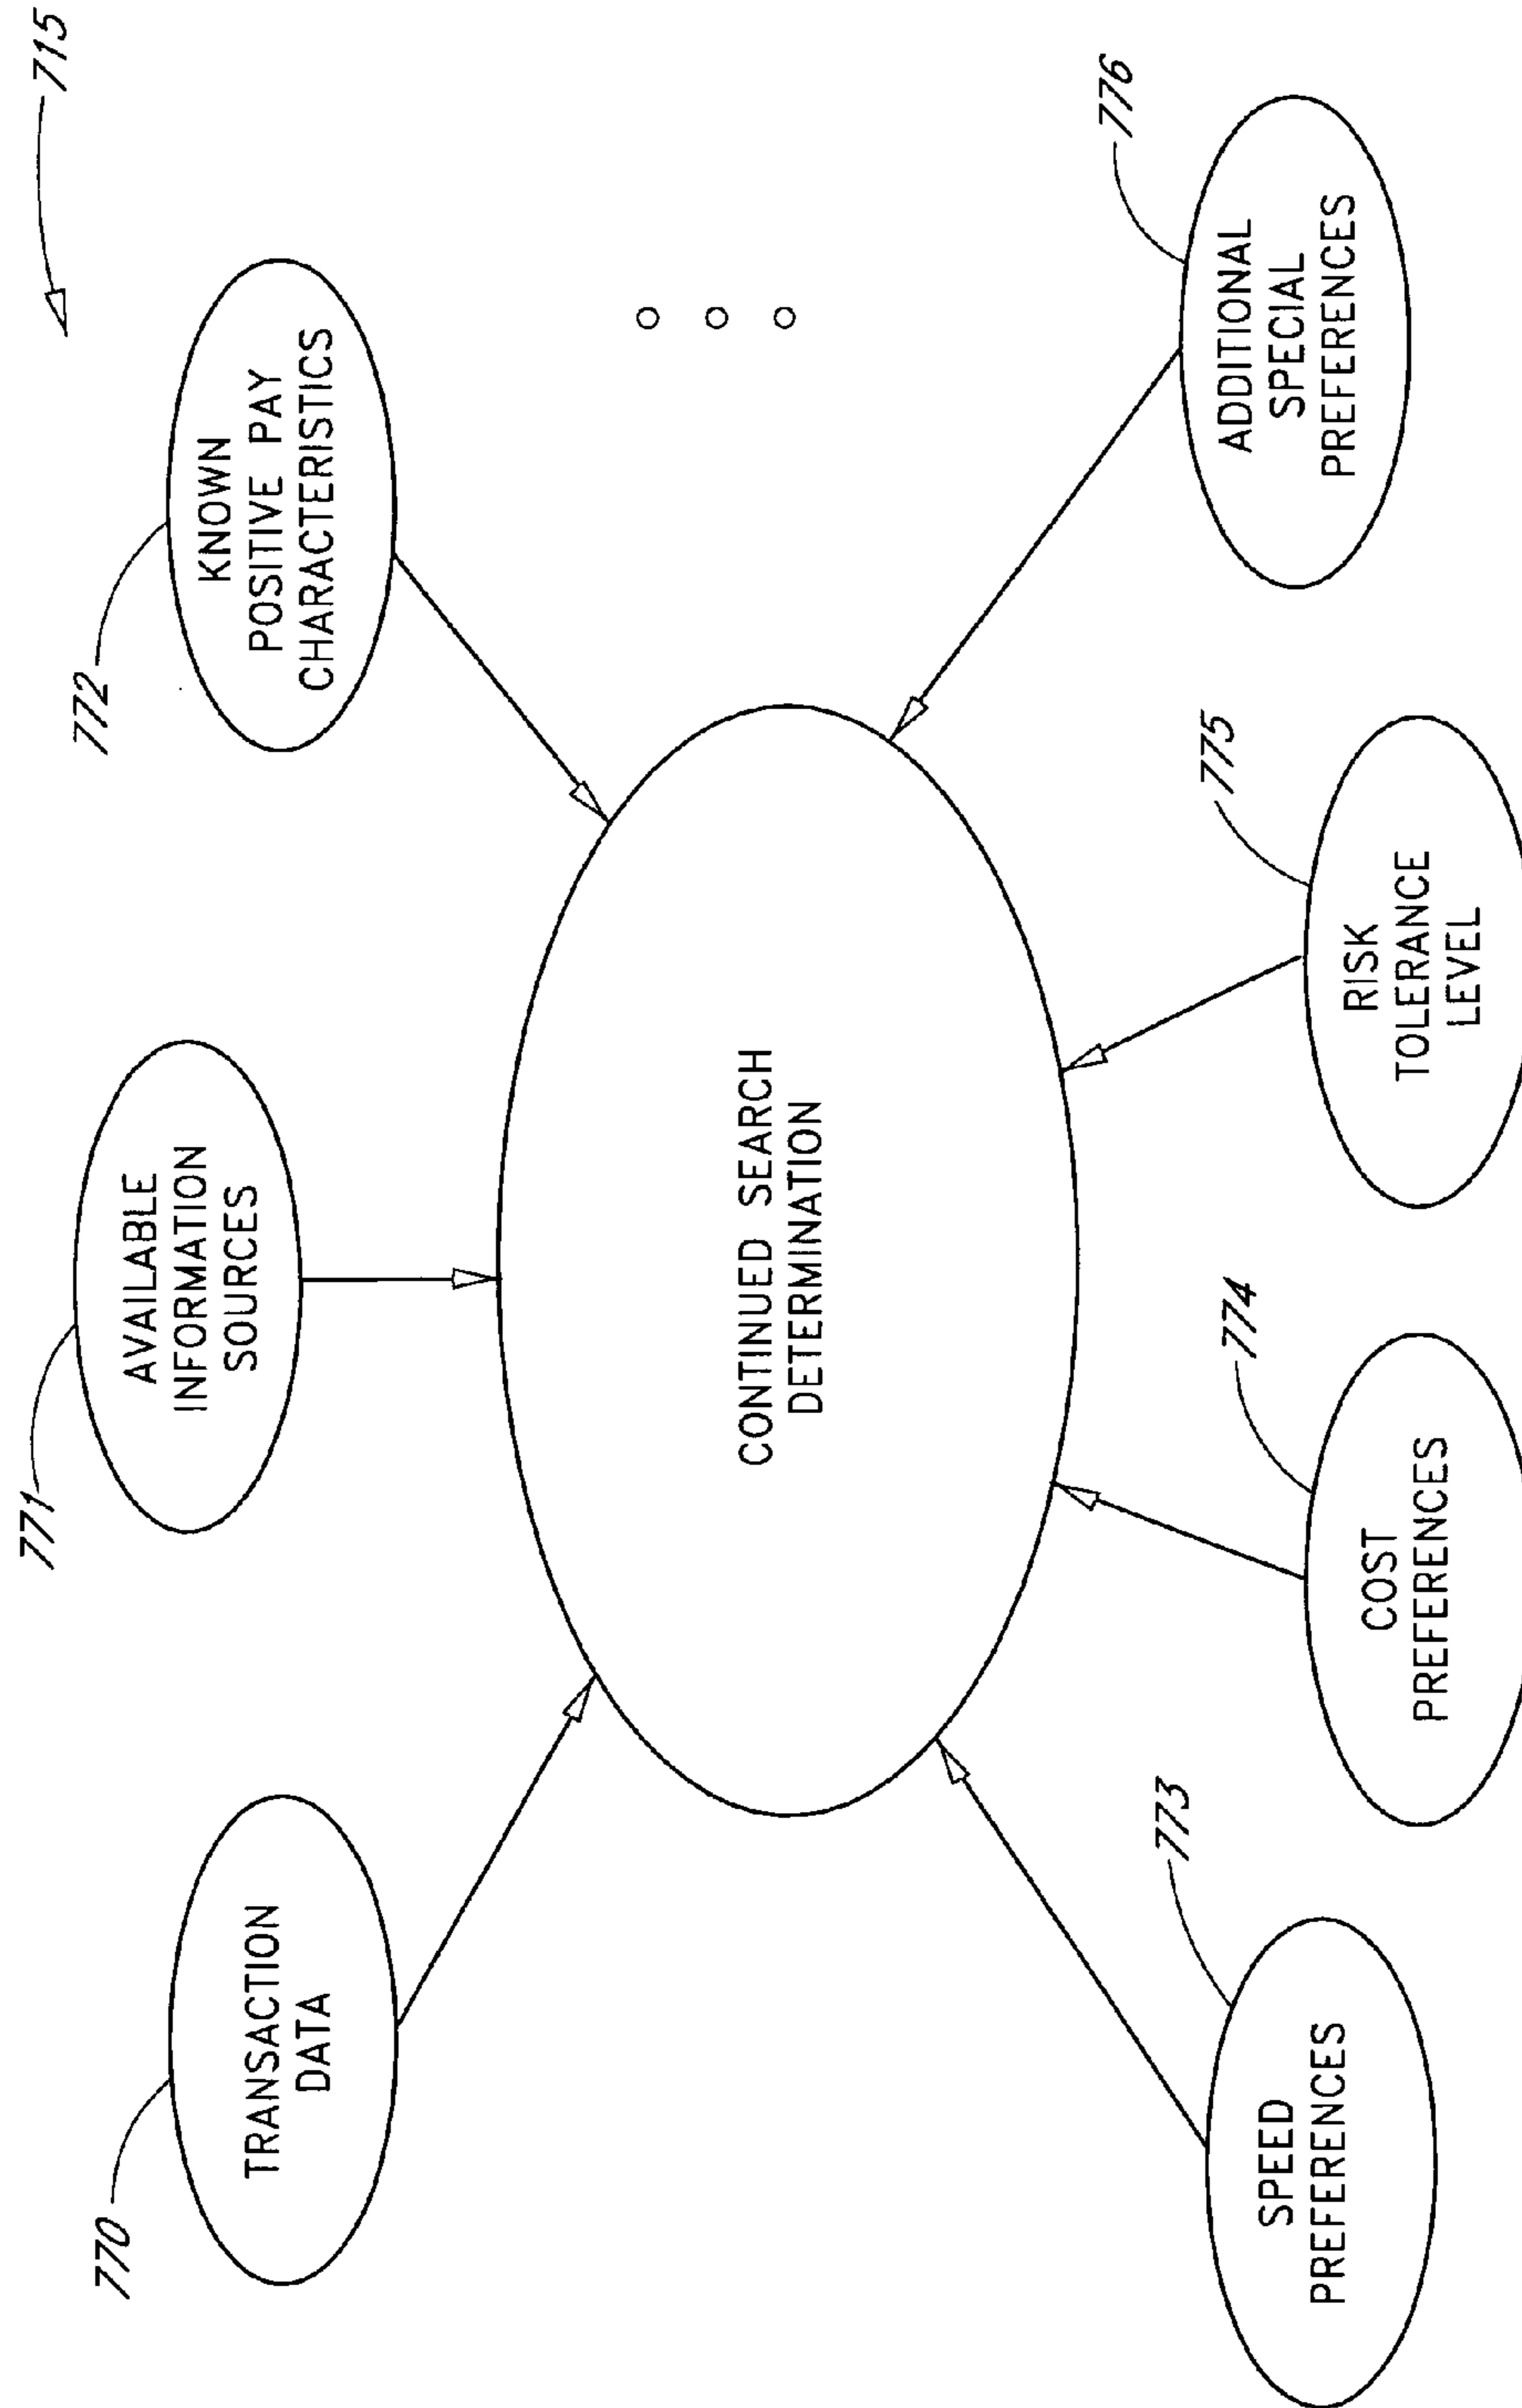 715
770
TRANSACTION
DATA
771
AVAILABLE
INFORMATION
SOURCES
772
KNOWN
POSITIVE PAY
CHARACTERISTICS
CONTINUED SEARCH
DETERMINATION
773
SPEED
PREFERENCES
774
COST
PREFERENCES
775
RISK
TOLERANCE
LEVEL
776
ADDITIONAL
SPECIAL
PREFERENCES